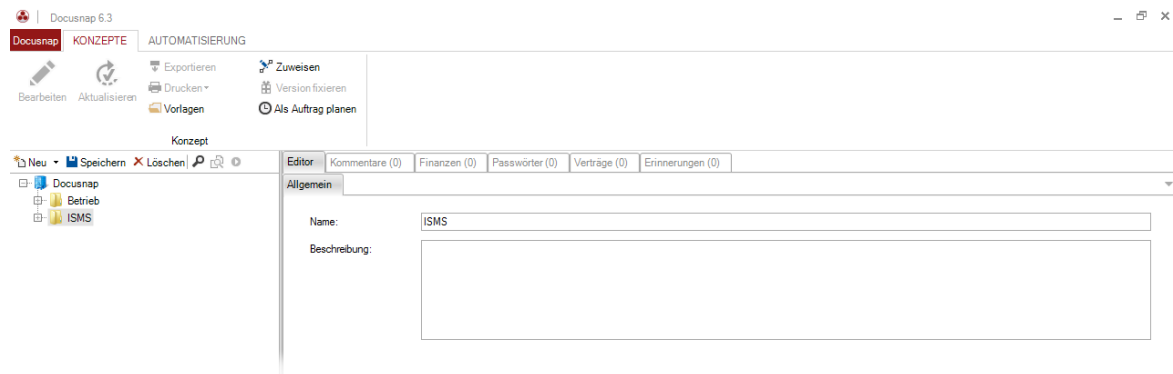 Docusnap 6.3
Docusnap KONZEPTE AUTOMATISIERUNG
Bearbeiten Aktualisieren
Exportieren
Drucken
Vorlagen
Zuweisen
Version fixieren
Als Auftrag planen
Konzept
Neu Speichern Löschen
Docusnap
Betrieb
ISMS
Editor Kommentare (0) Finanzen (0) Passwörter (0) Verträge (0) Erinnerungen (0)
Allgemein
Name: ISMS
Beschreibung: